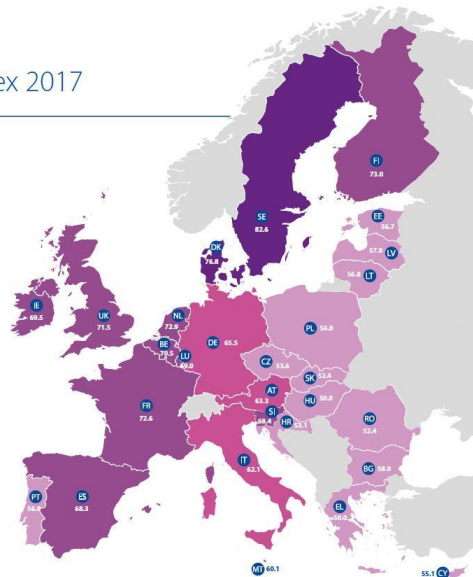 ex 2017
FI
73.0
SE
82.6
EE
56.7
LV
57.9
LT
56.8
DK
76.8
IE
69.5
UK
71.5
NL
72.9
BE
70.5
LU
69.0
DE 65.5
PL
56.8
CZ
53.6
SK
52.4
AT
63.3
HU
50.8
SI
68.4
HR
53.1
RO
52.4
FR
72.6
IT
62.1
BG 58.0
PT
56.0
ES
68.3
EL
50.0
MT 60.1
55.1 CY